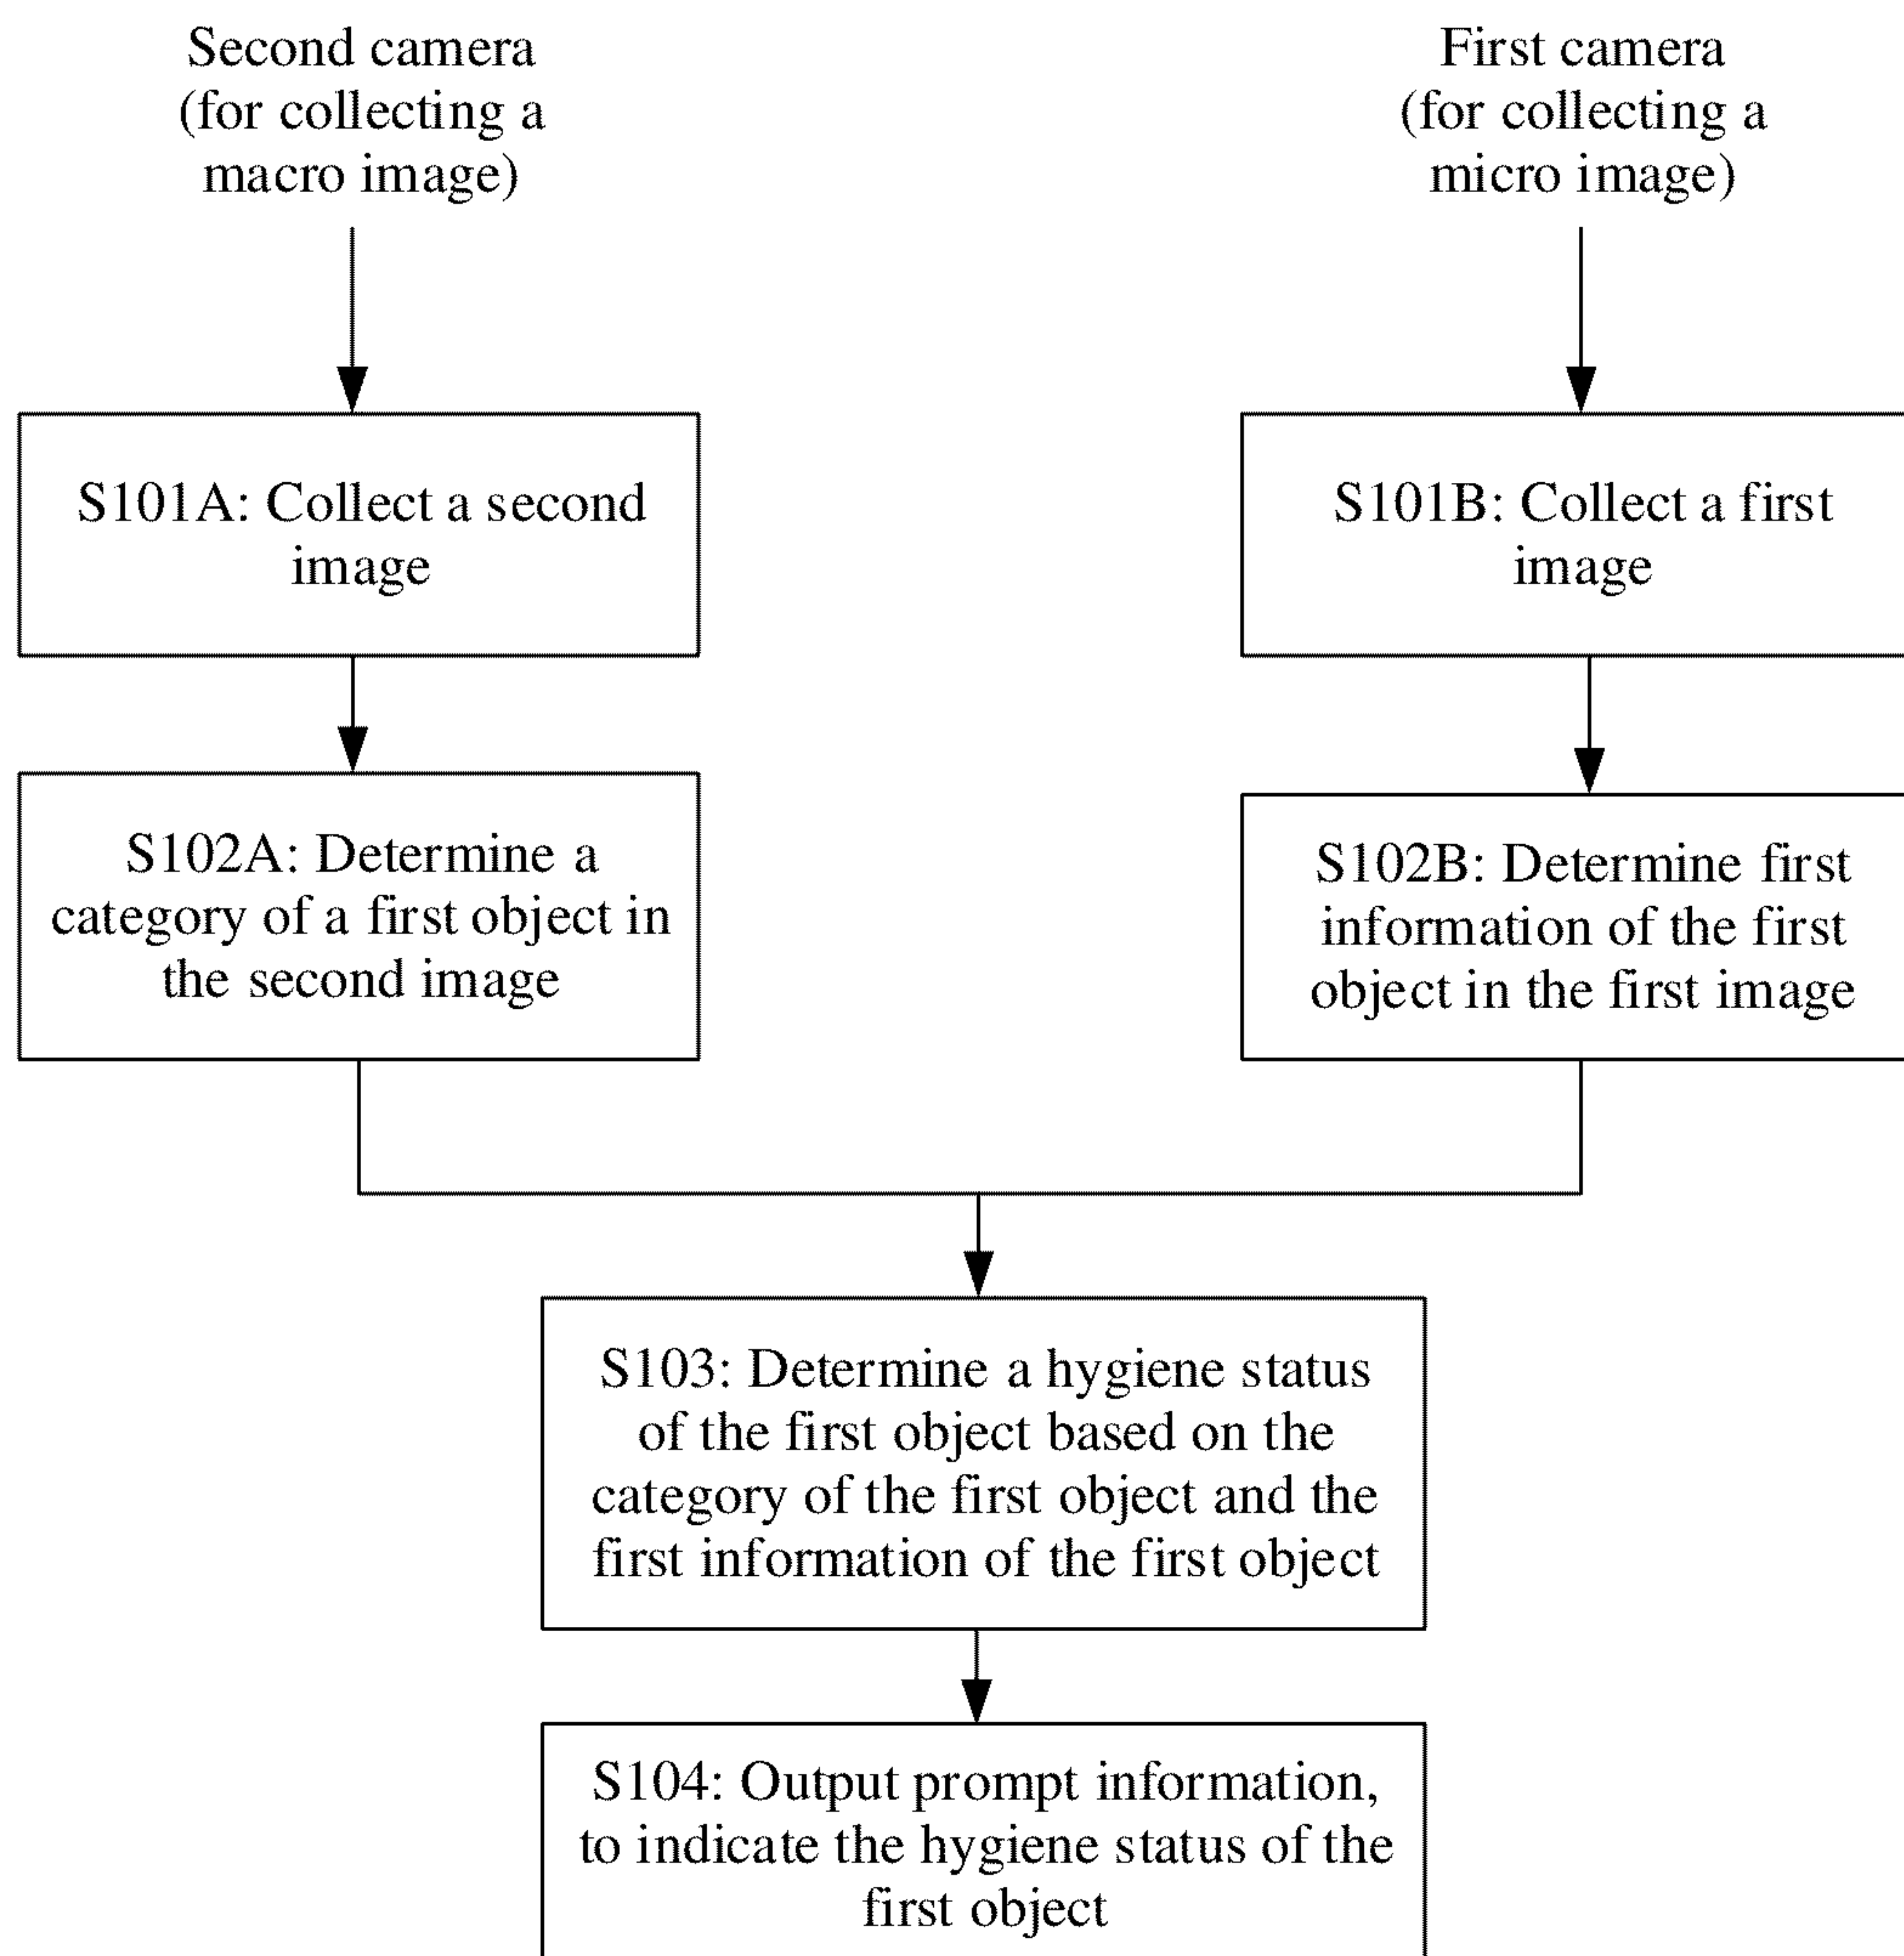 Second camera
(for collecting a
macro image)
First camera
(for collecting a
micro image)
S101A: Collect a second
image
S101B: Collect a first
image
S102A: Determine a
category of a first object in
the second image
S102B: Determine first
information of the first
object in the first image
S103: Determine a hygiene status
of the first object based on the
category of the first object and the
first information of the first object
S104: Output prompt information,
to indicate the hygiene status of the
first object